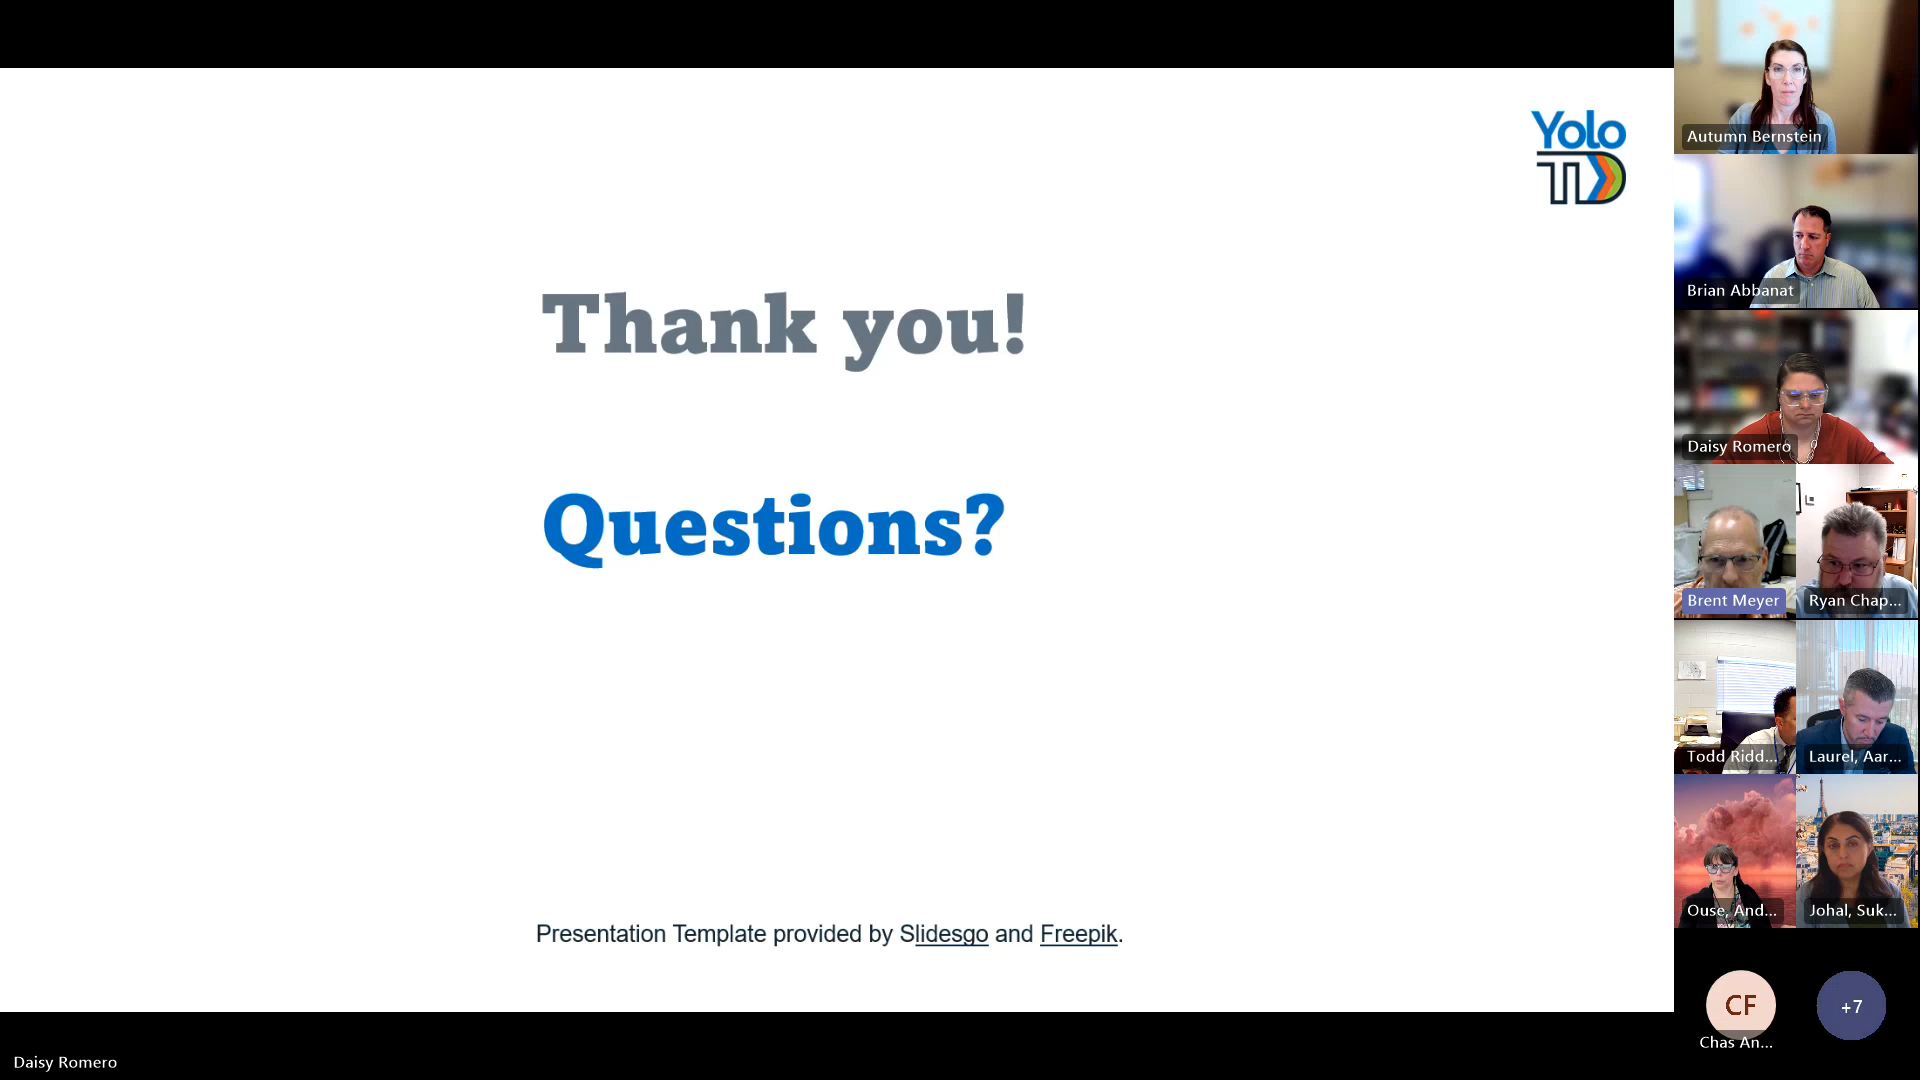 Yolo
TD
Thank you!
Questions?
Presentation Template provided by Slidesgo and Freepik.
Daisy Romero
Autumn Bernstein
Brian Abbanat
Daisy Romero
Brent Meyer
Ryan Chap...
Todd Ridd...
Laurel, Aar...
Ouse, And...
Johal, Suk...
CF
Chas An...
+7